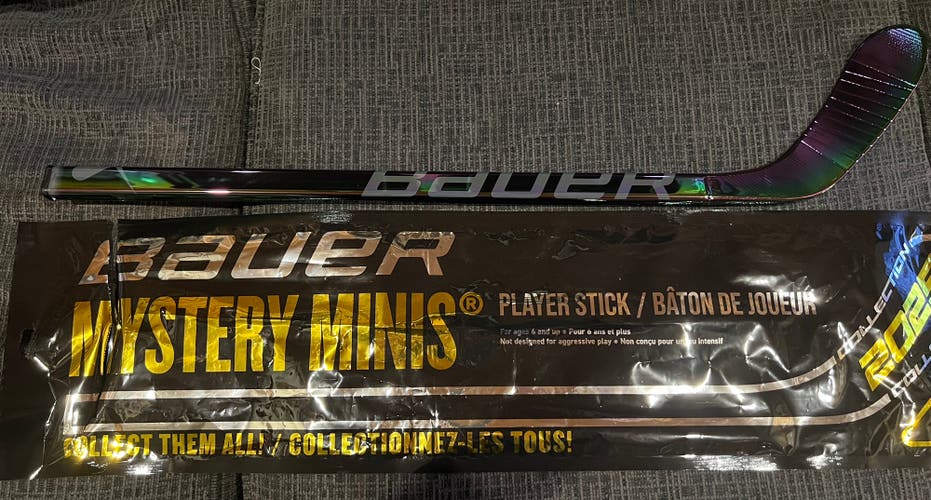 BAUER
BAUER
MYSTERY MINIS®
PLAYER STICK / BÂTON DE JOUEUR
For ages 6 and up • Pour 6 ans et plus
Not designed for aggressive play • Non conçu pour un jeu intensif
COLLECT THEM ALL! / COLLECTIONNEZ-LES TOUS!
COLLECTION